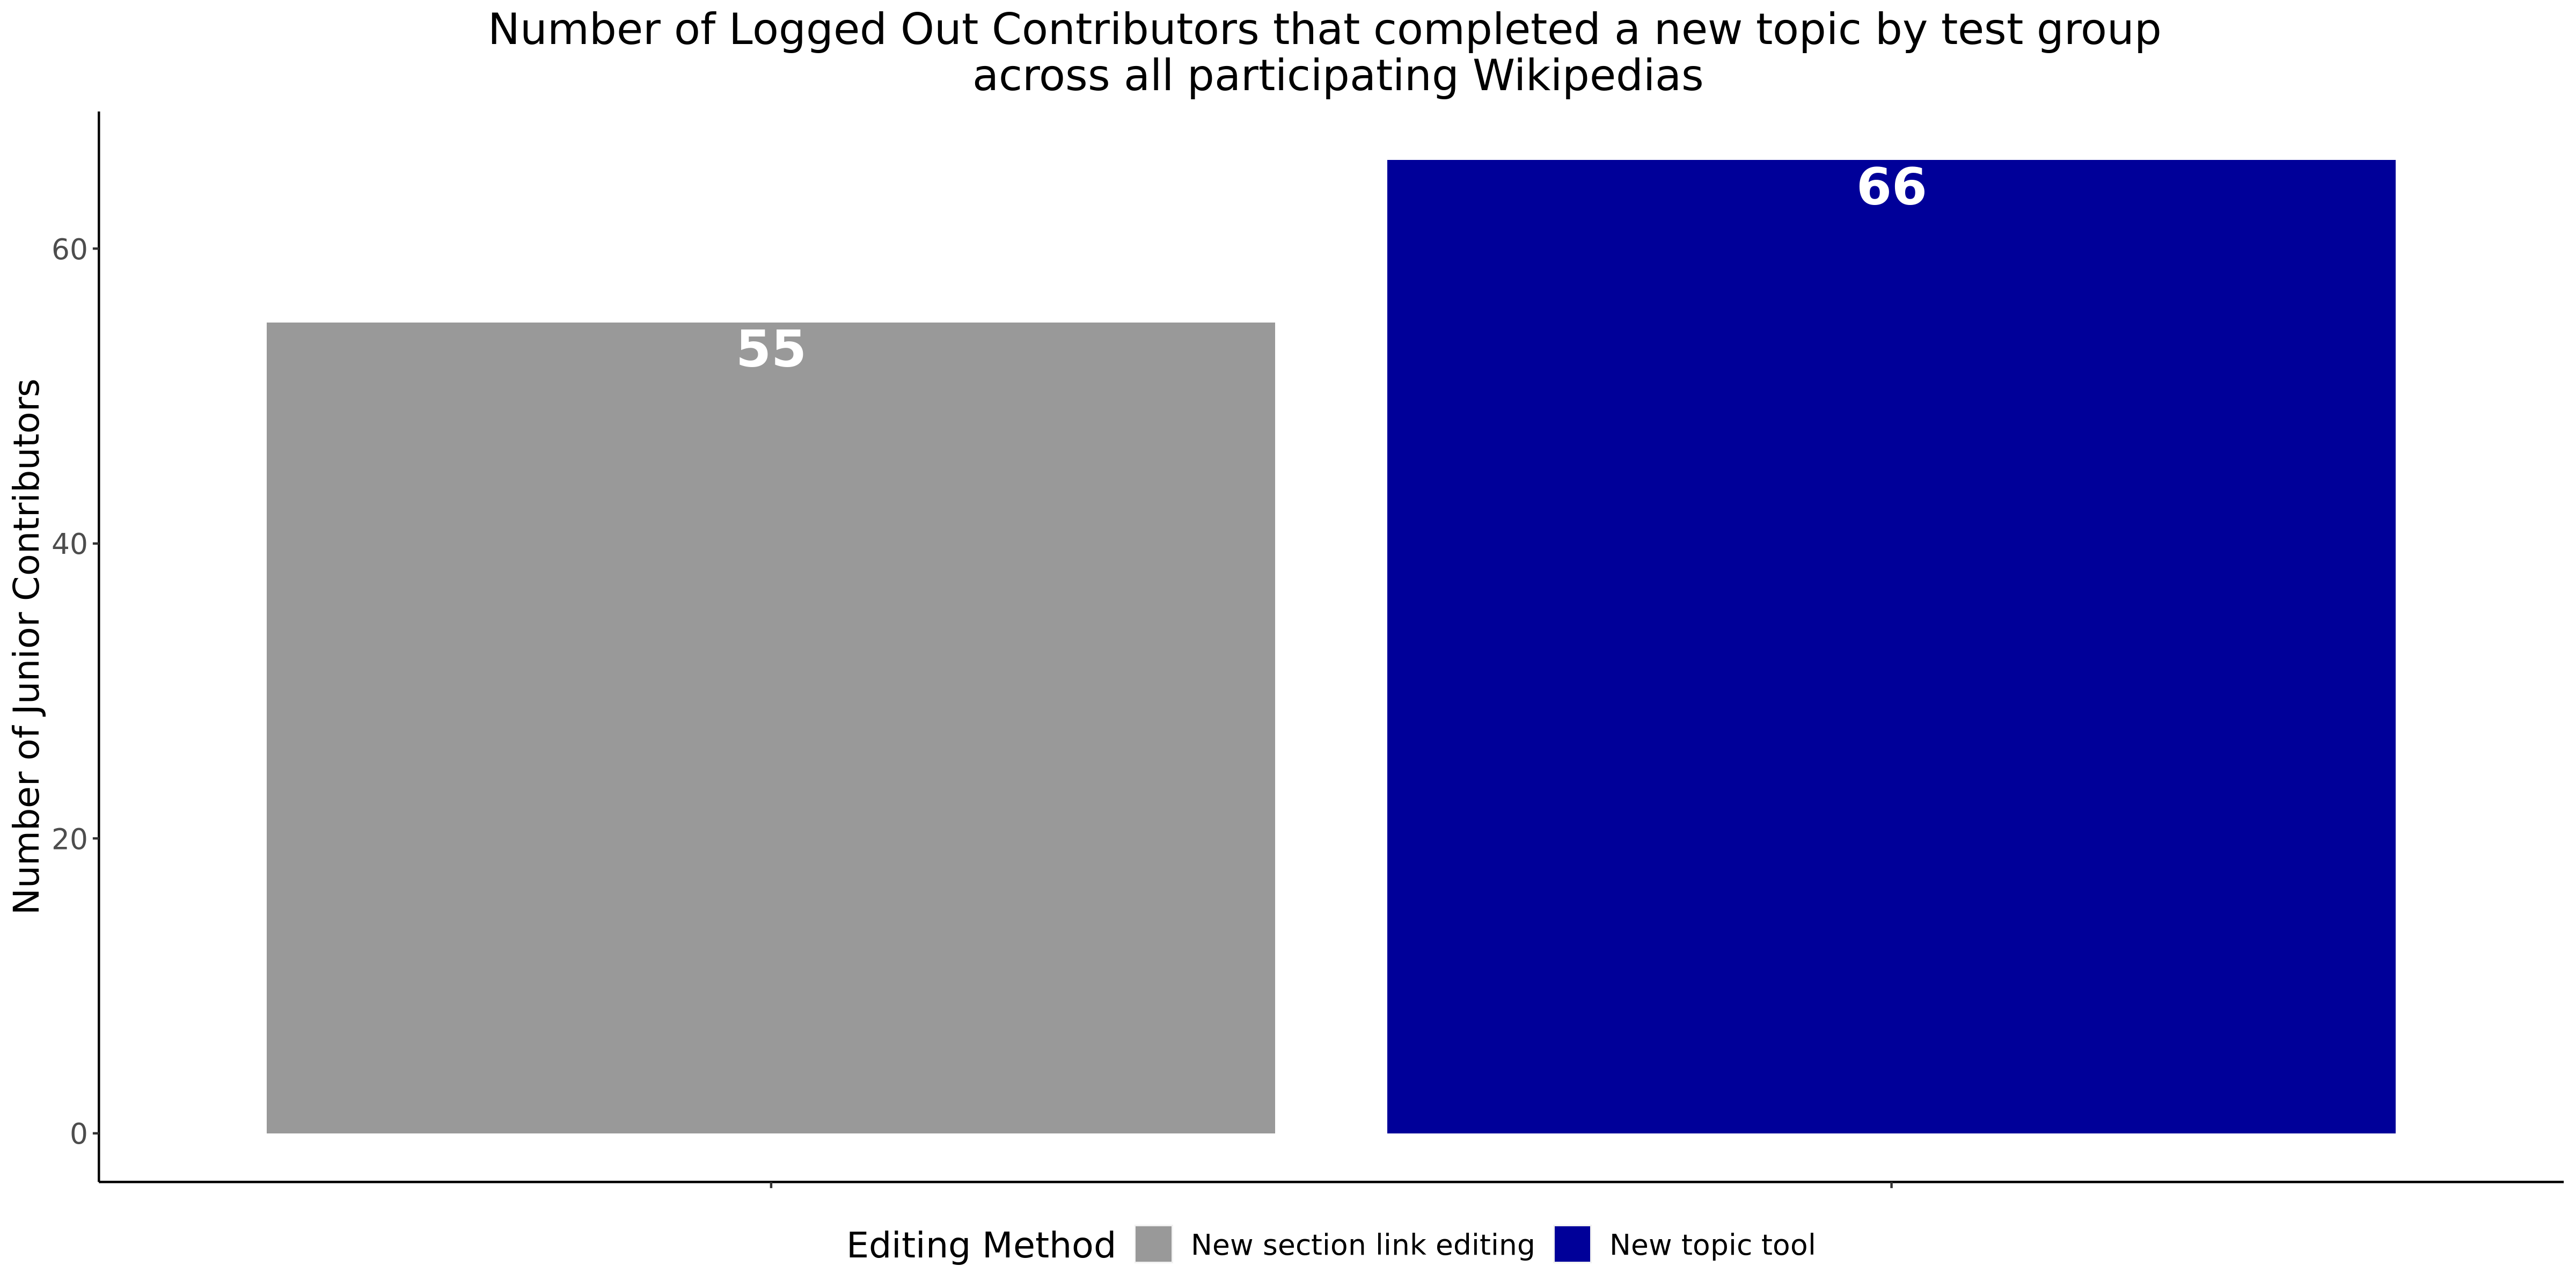 Number of Logged Out Contributors that completed a new topic by test group
across all participating Wikipedias
Number of Junior Contributors
60
40
20
0
55
66
Editing Method New section link editing New topic tool